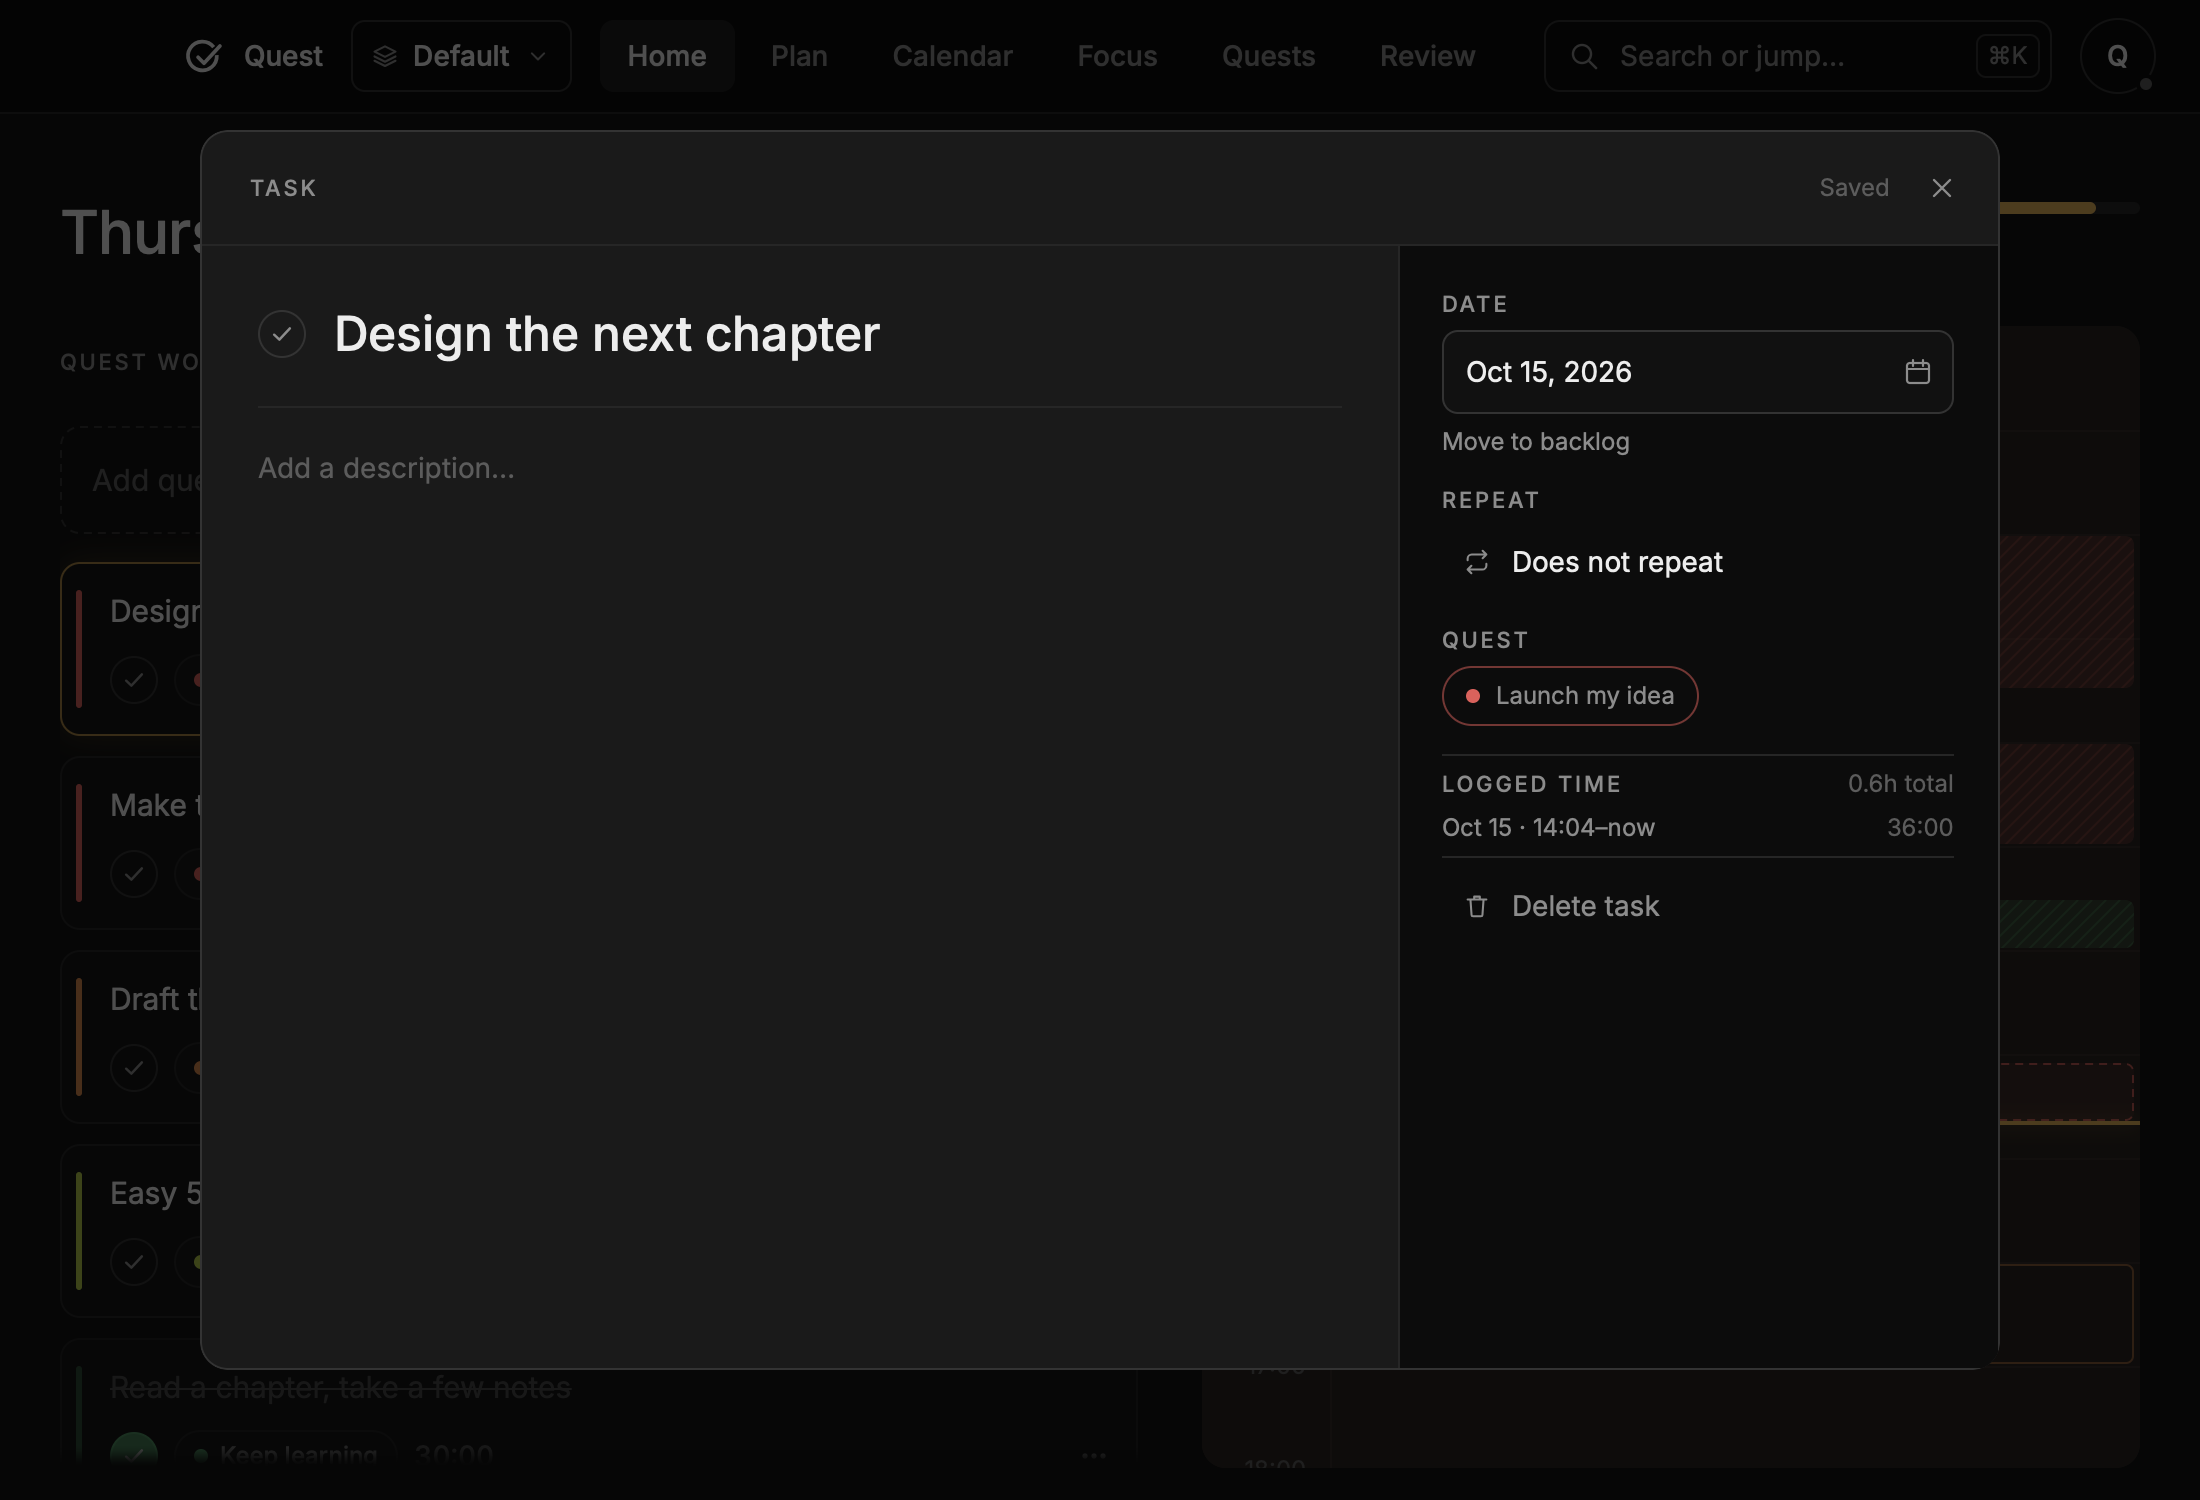 Quest
Default
Home
Plan
Calendar
Focus
Quests
Review
Search or jump...
⌘K
Q
TASK
Saved
Thurs
QUEST WO
Add que
Design
Make t
Draft t
Easy 5
Read a chapter, take a few notes
Keep learning
30:00
Design the next chapter
Add a description...
DATE
Oct 15, 2026
Move to backlog
REPEAT
Does not repeat
QUEST
Launch my idea
LOGGED TIME
0.6h total
Oct 15 · 14:04–now
36:00
Delete task
18:00